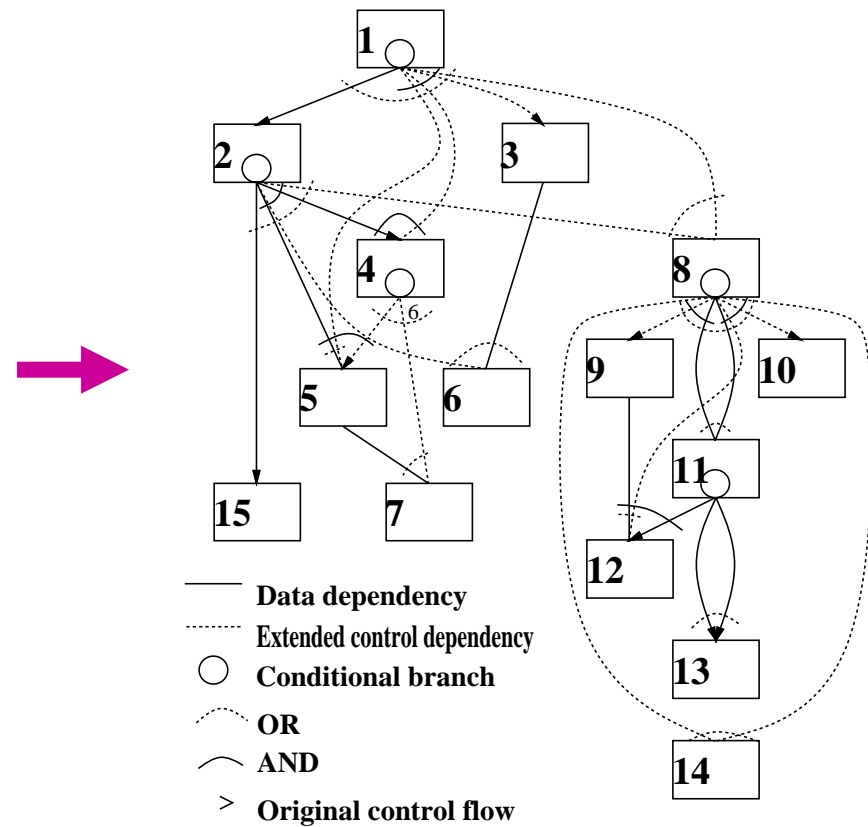 1
2
3
4
8
6
5
6
9
10
11
15
7
12
13
14
Data dependency
Extended control dependency
Conditional branch
OR
AND
Original control flow